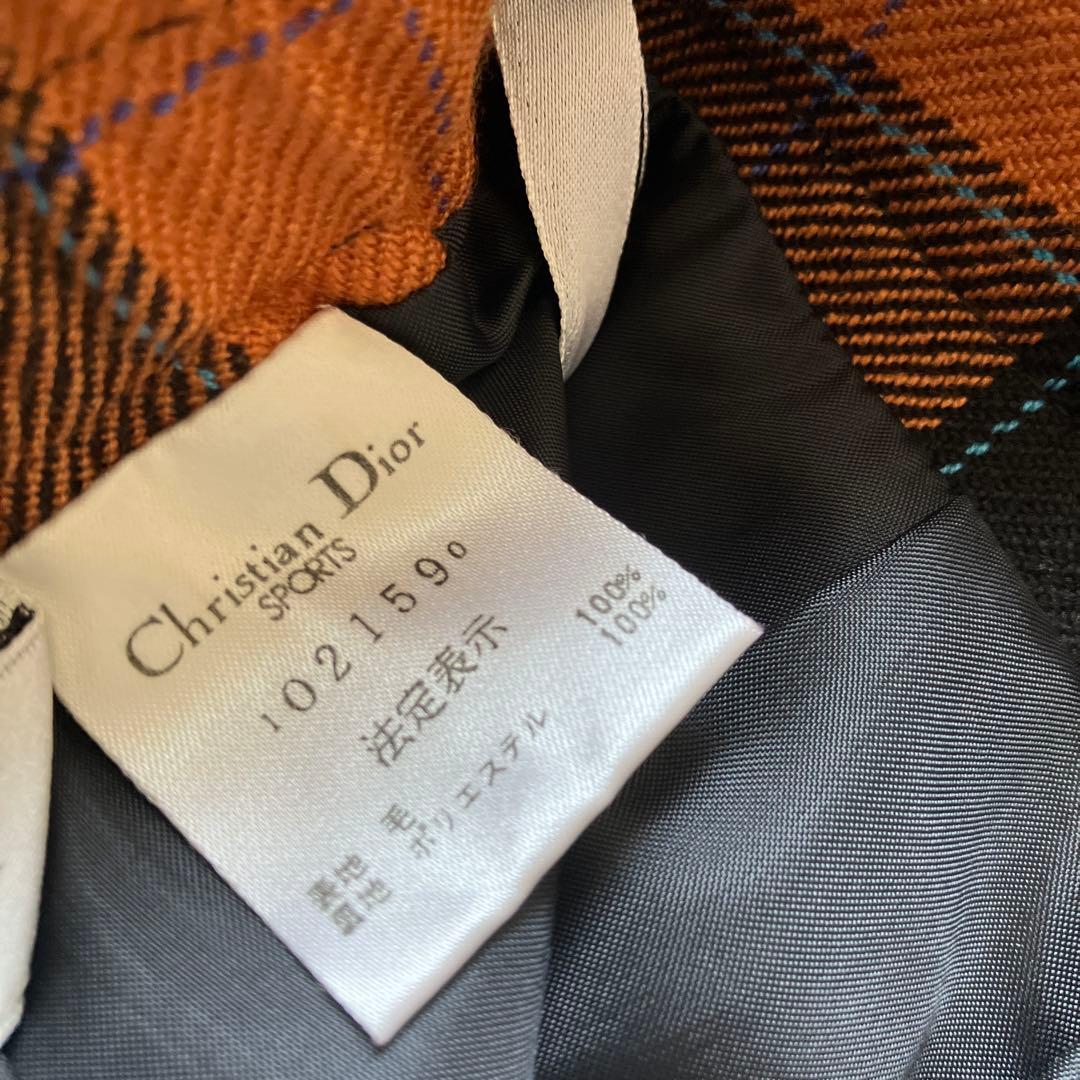 Christian Dior
SPORTS
1021590
法定表示
表地 毛 100%
裏地 ポリエステル 100%